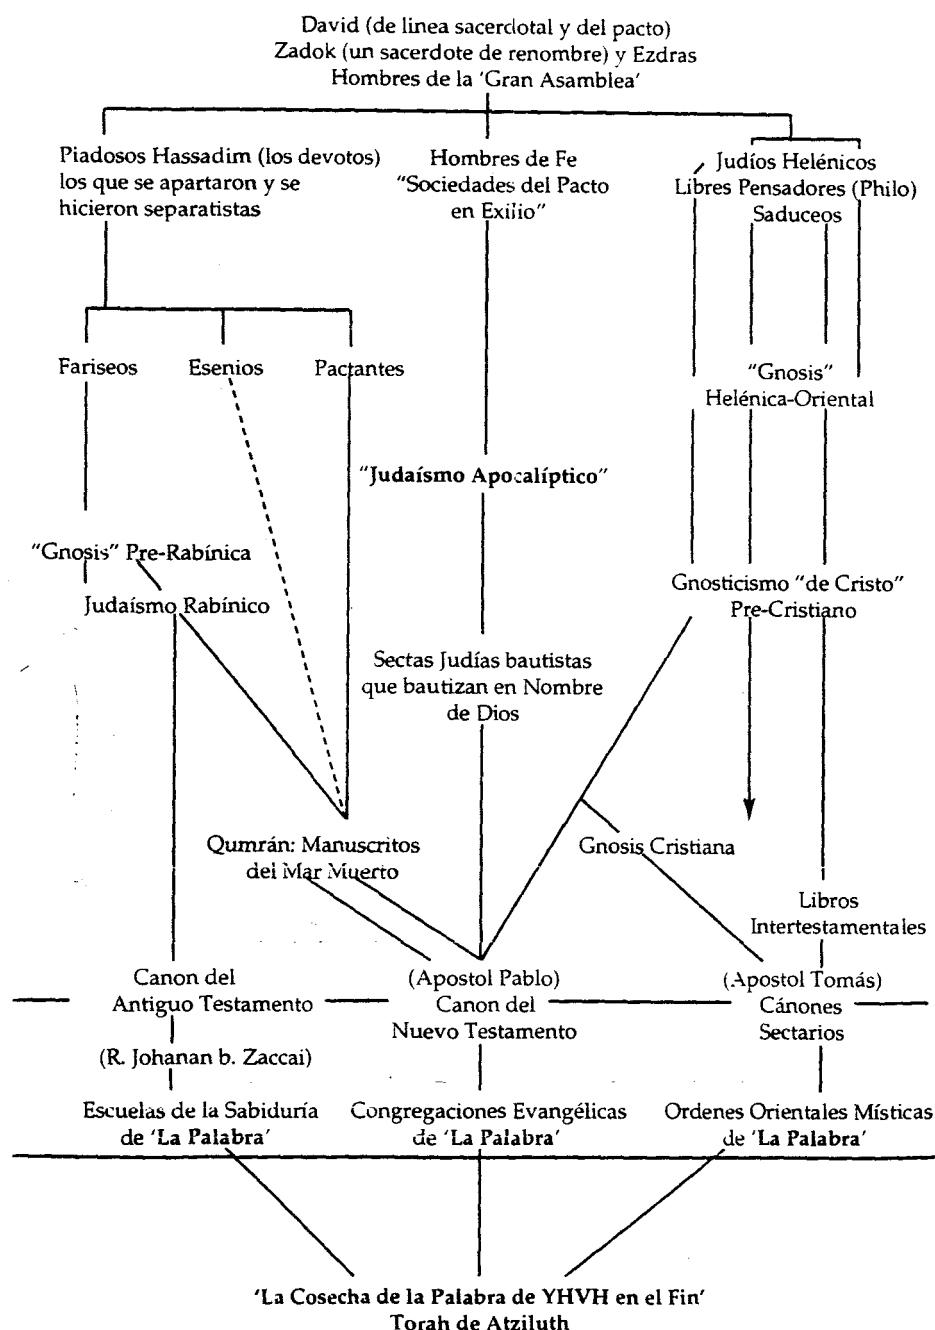 David (de linea sacerdotal y del pacto)
Zadok (un sacerdote de renombre) y Ezdras
Hombres de la 'Gran Asamblea'
Piadosos Hassadim (los devotos)
los que se apartaron y se
hicieron separatistas
Hombres de Fe
"Sociedades del Pacto
en Exilio"
Judíos Helénicos
Libres Pensadores (Philo)
Saduceos
Fariseos
Esenios
Pactantes
"Gnosis"
Helénica-Oriental
"Judaísmo Apocalíptico"
"Gnosis" Pre-Rabínica
Judaísmo Rabínico
Gnosticismo "de Cristo"
Pre-Cristiano
Sectas Judías bautistas
que bautizan en Nombre
de Dios
Qumrán: Manuscritos
del Mar Muerto
Gnosis Cristiana
Libros
Intertestamentales
Canon del
Antiguo Testamento
(Apostol Pablo)
Canon del
Nuevo Testamento
(Apostol Tomás)
Cánones
Sectarios
(R. Johanan b. Zaccai)
Escuelas de la Sabiduría
de 'La Palabra'
Congregaciones Evangélicas
de 'La Palabra'
Ordenes Orientales Místicas
de 'La Palabra'
'La Cosecha de la Palabra de YHVH en el Fin'
Torah de Atziluth